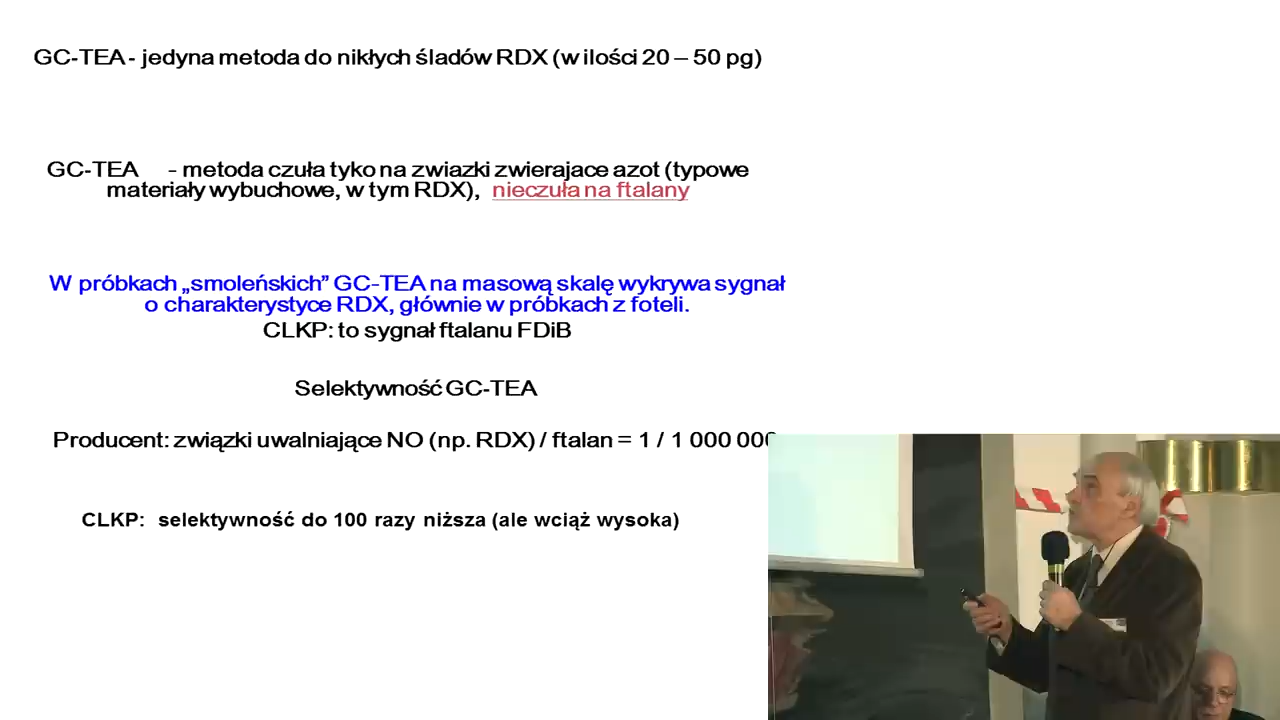 GC-TEA - jedyna metoda do nikłych śladów RDX (w ilości 20 – 50 pg)
GC-TEA - metoda czuła tyko na zwiazki zwierajace azot (typowe
materiały wybuchowe, w tym RDX), nieczuła na ftalany
W próbkach „smoleńskich” GC-TEA na masową skalę wykrywa sygnał
o charakterystyce RDX, głównie w próbkach z foteli.
CLKP: to sygnał ftalanu FDiB
Selektywność GC-TEA
Producent: związki uwalniające NO (np. RDX) / ftalan = 1 / 1 000 000
CLKP: selektywność do 100 razy niższa (ale wciąż wysoka)